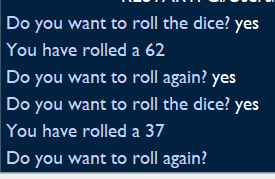 Do you want to roll the dice? yes
You have rolled a 62
Do you want to roll again? yes
Do you want to roll the dice? yes
You have rolled a 37
Do you want to roll again?